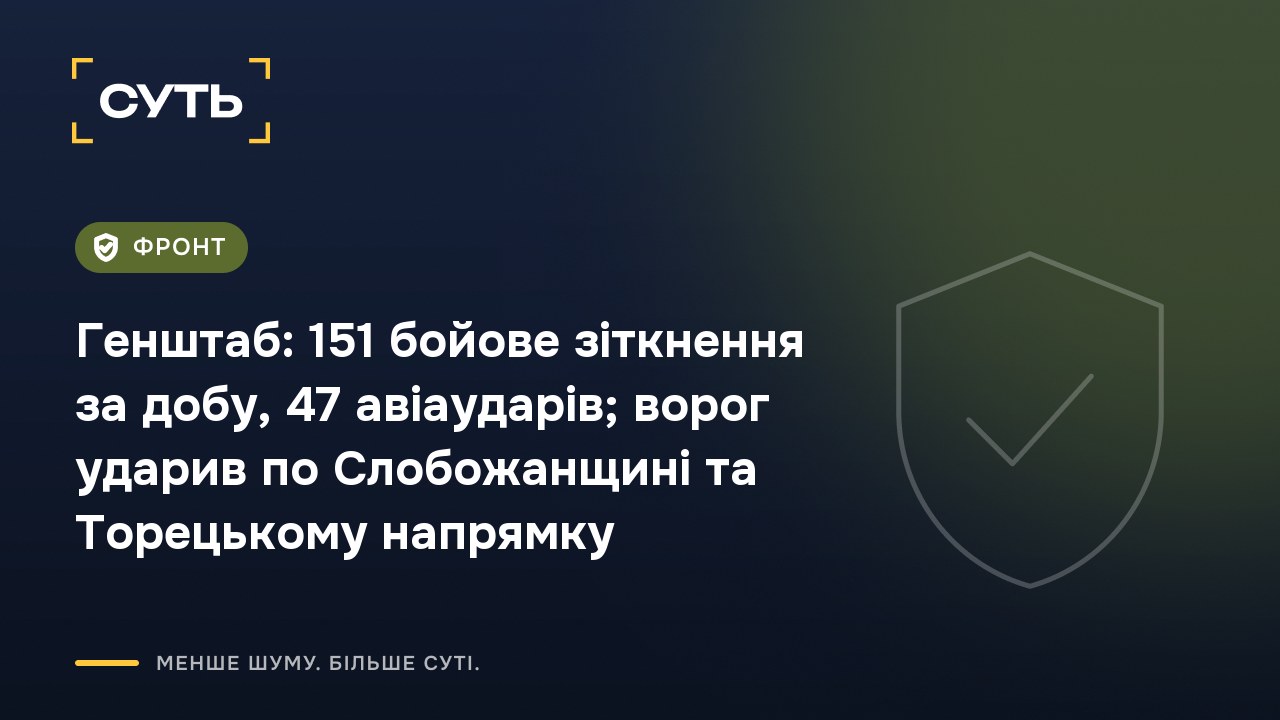 СУТЬ
ФРОНТ
Генштаб: 151 бойове зіткнення
за добу, 47 авіаударів; ворог
ударив по Слобожанщині та
Торецькому напрямку
МЕНШЕ ШУМУ. БІЛЬШЕ СУТІ.